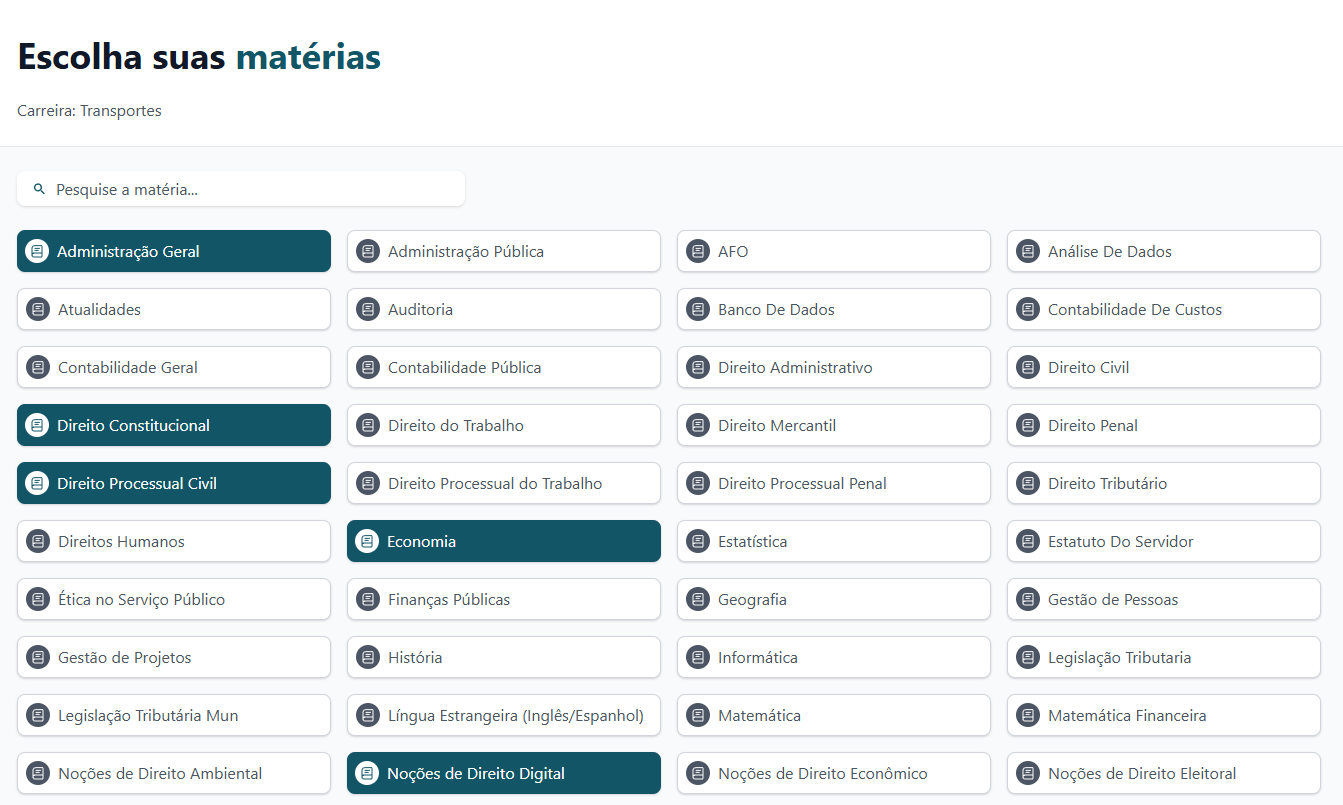 Escolha suas matérias
Carreira: Transportes
Pesquise a matéria...
Administração Geral
Administração Pública
AFO
Análise De Dados
Atualidades
Auditoria
Banco De Dados
Contabilidade De Custos
Contabilidade Geral
Contabilidade Pública
Direito Administrativo
Direito Civil
Direito Constitucional
Direito do Trabalho
Direito Mercantil
Direito Penal
Direito Processual Civil
Direito Processual do Trabalho
Direito Processual Penal
Direito Tributário
Direitos Humanos
Economia
Estatística
Estatuto Do Servidor
Ética no Serviço Público
Finanças Públicas
Geografia
Gestão de Pessoas
Gestão de Projetos
História
Informática
Legislação Tributaria
Legislação Tributária Mun
Língua Estrangeira (Inglês/Espanhol)
Matemática
Matemática Financeira
Noções de Direito Ambiental
Noções de Direito Digital
Noções de Direito Econômico
Noções de Direito Eleitoral